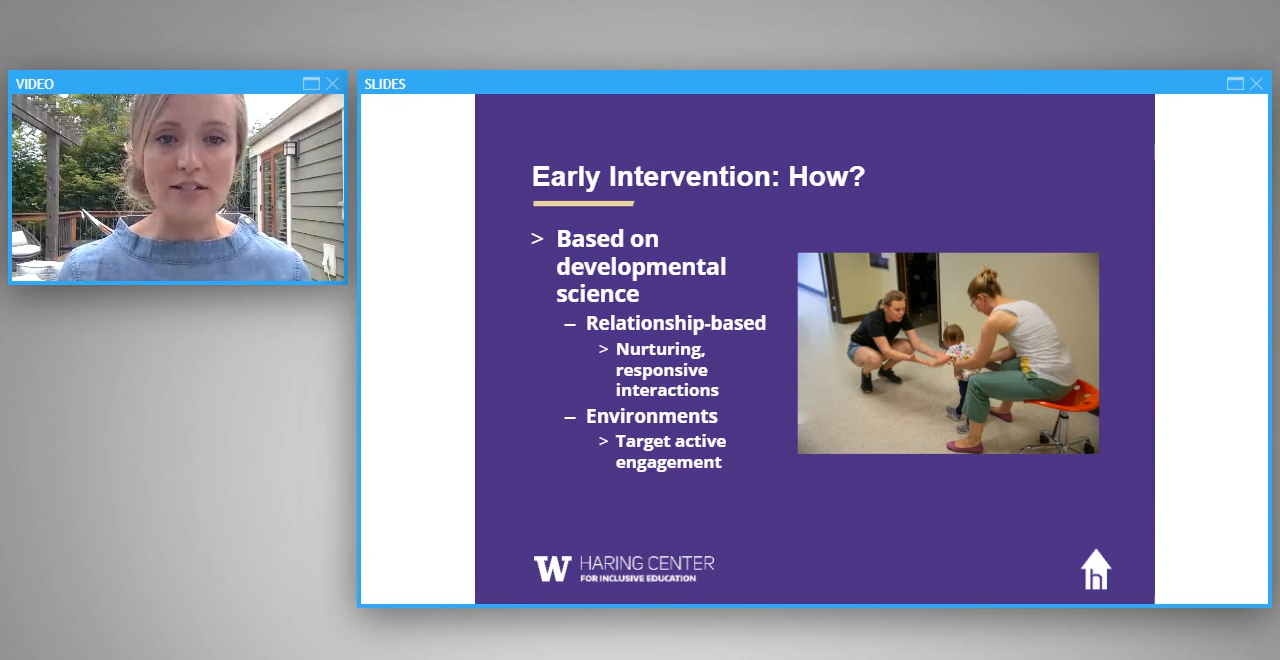 VIDEO
SLIDES
Early Intervention: How?
> Based on
developmental
science
– Relationship-based
> Nurturing,
responsive
interactions
– Environments
> Target active
engagement
W HARING CENTER
FOR INCLUSIVE EDUCATION
h